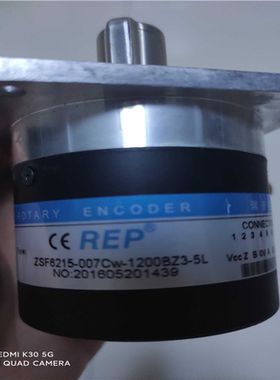 ROTARY ENCODER
CE REP®
CONNECT
1 2 3 4
Vcc Z B 0V A
ZSF6215-007Cw-1200BZ3-5L
NO:201605201439
REDMI K30 5G
QUAD CAMERA